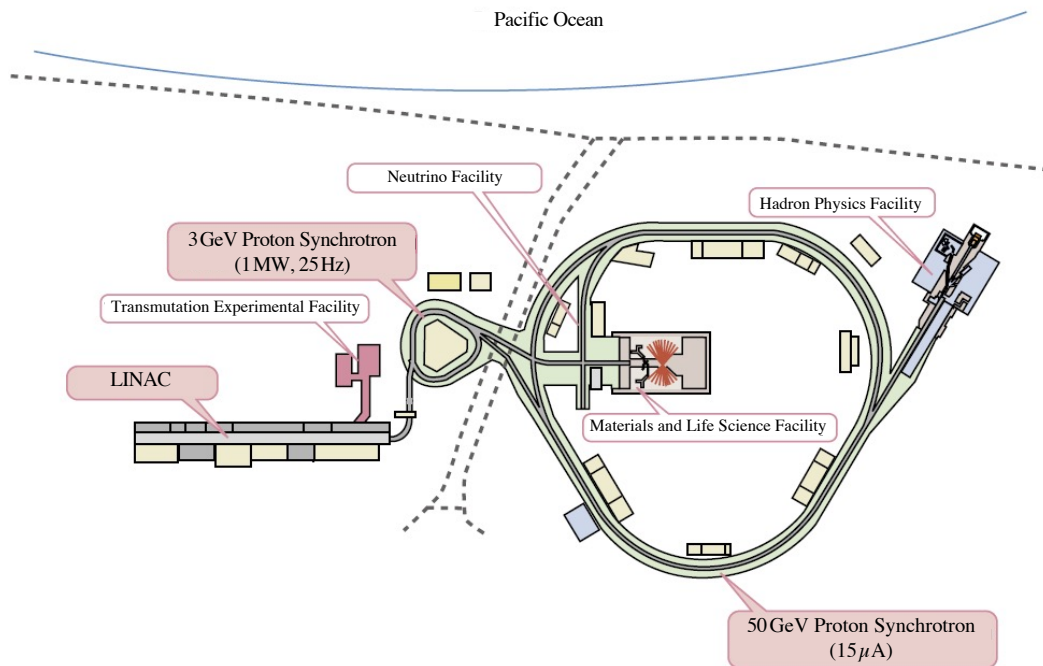 Pacific Ocean
Neutrino Facility
Hadron Physics Facility
3 GeV Proton Synchrotron
(1 MW, 25 Hz)
Transmutation Experimental Facility
LINAC
Materials and Life Science Facility
50 GeV Proton Synchrotron
(15 μA)